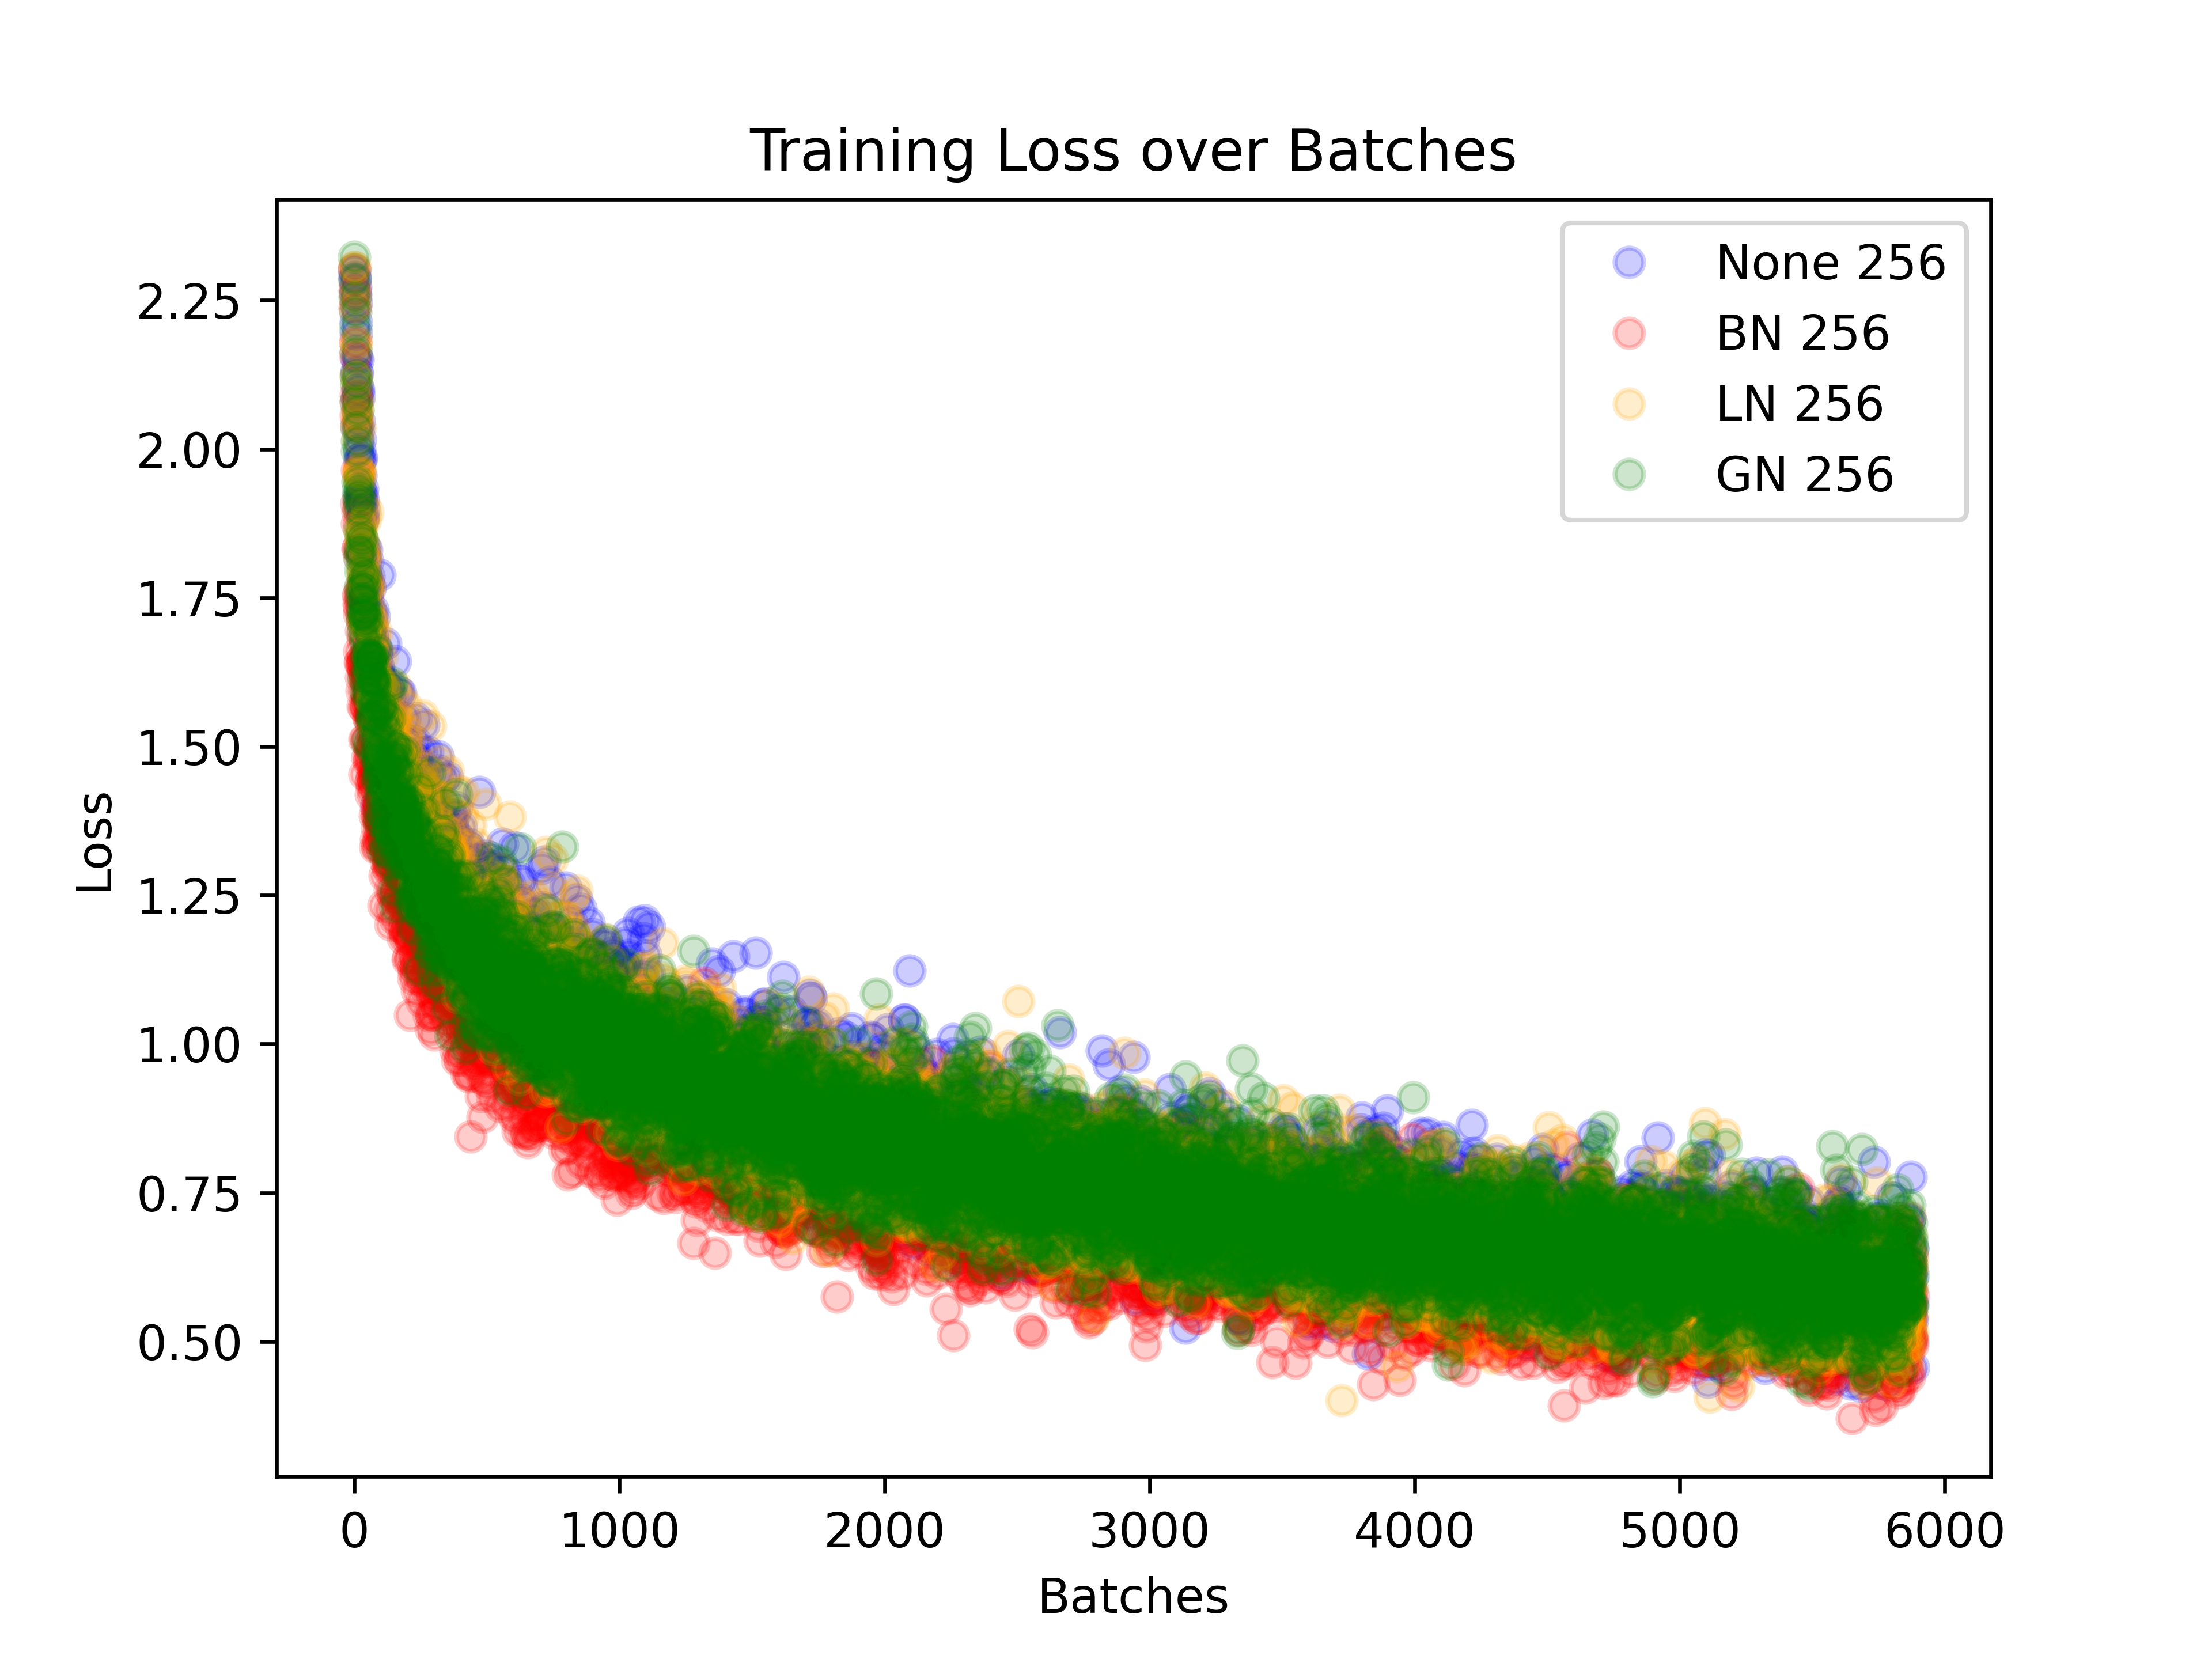 Training Loss over Batches
None 256
BN 256
LN 256
GN 256
Loss
2.25
2.00
1.75
1.50
1.25
1.00
0.75
0.50
0 1000 2000 3000 4000 5000 6000
Batches